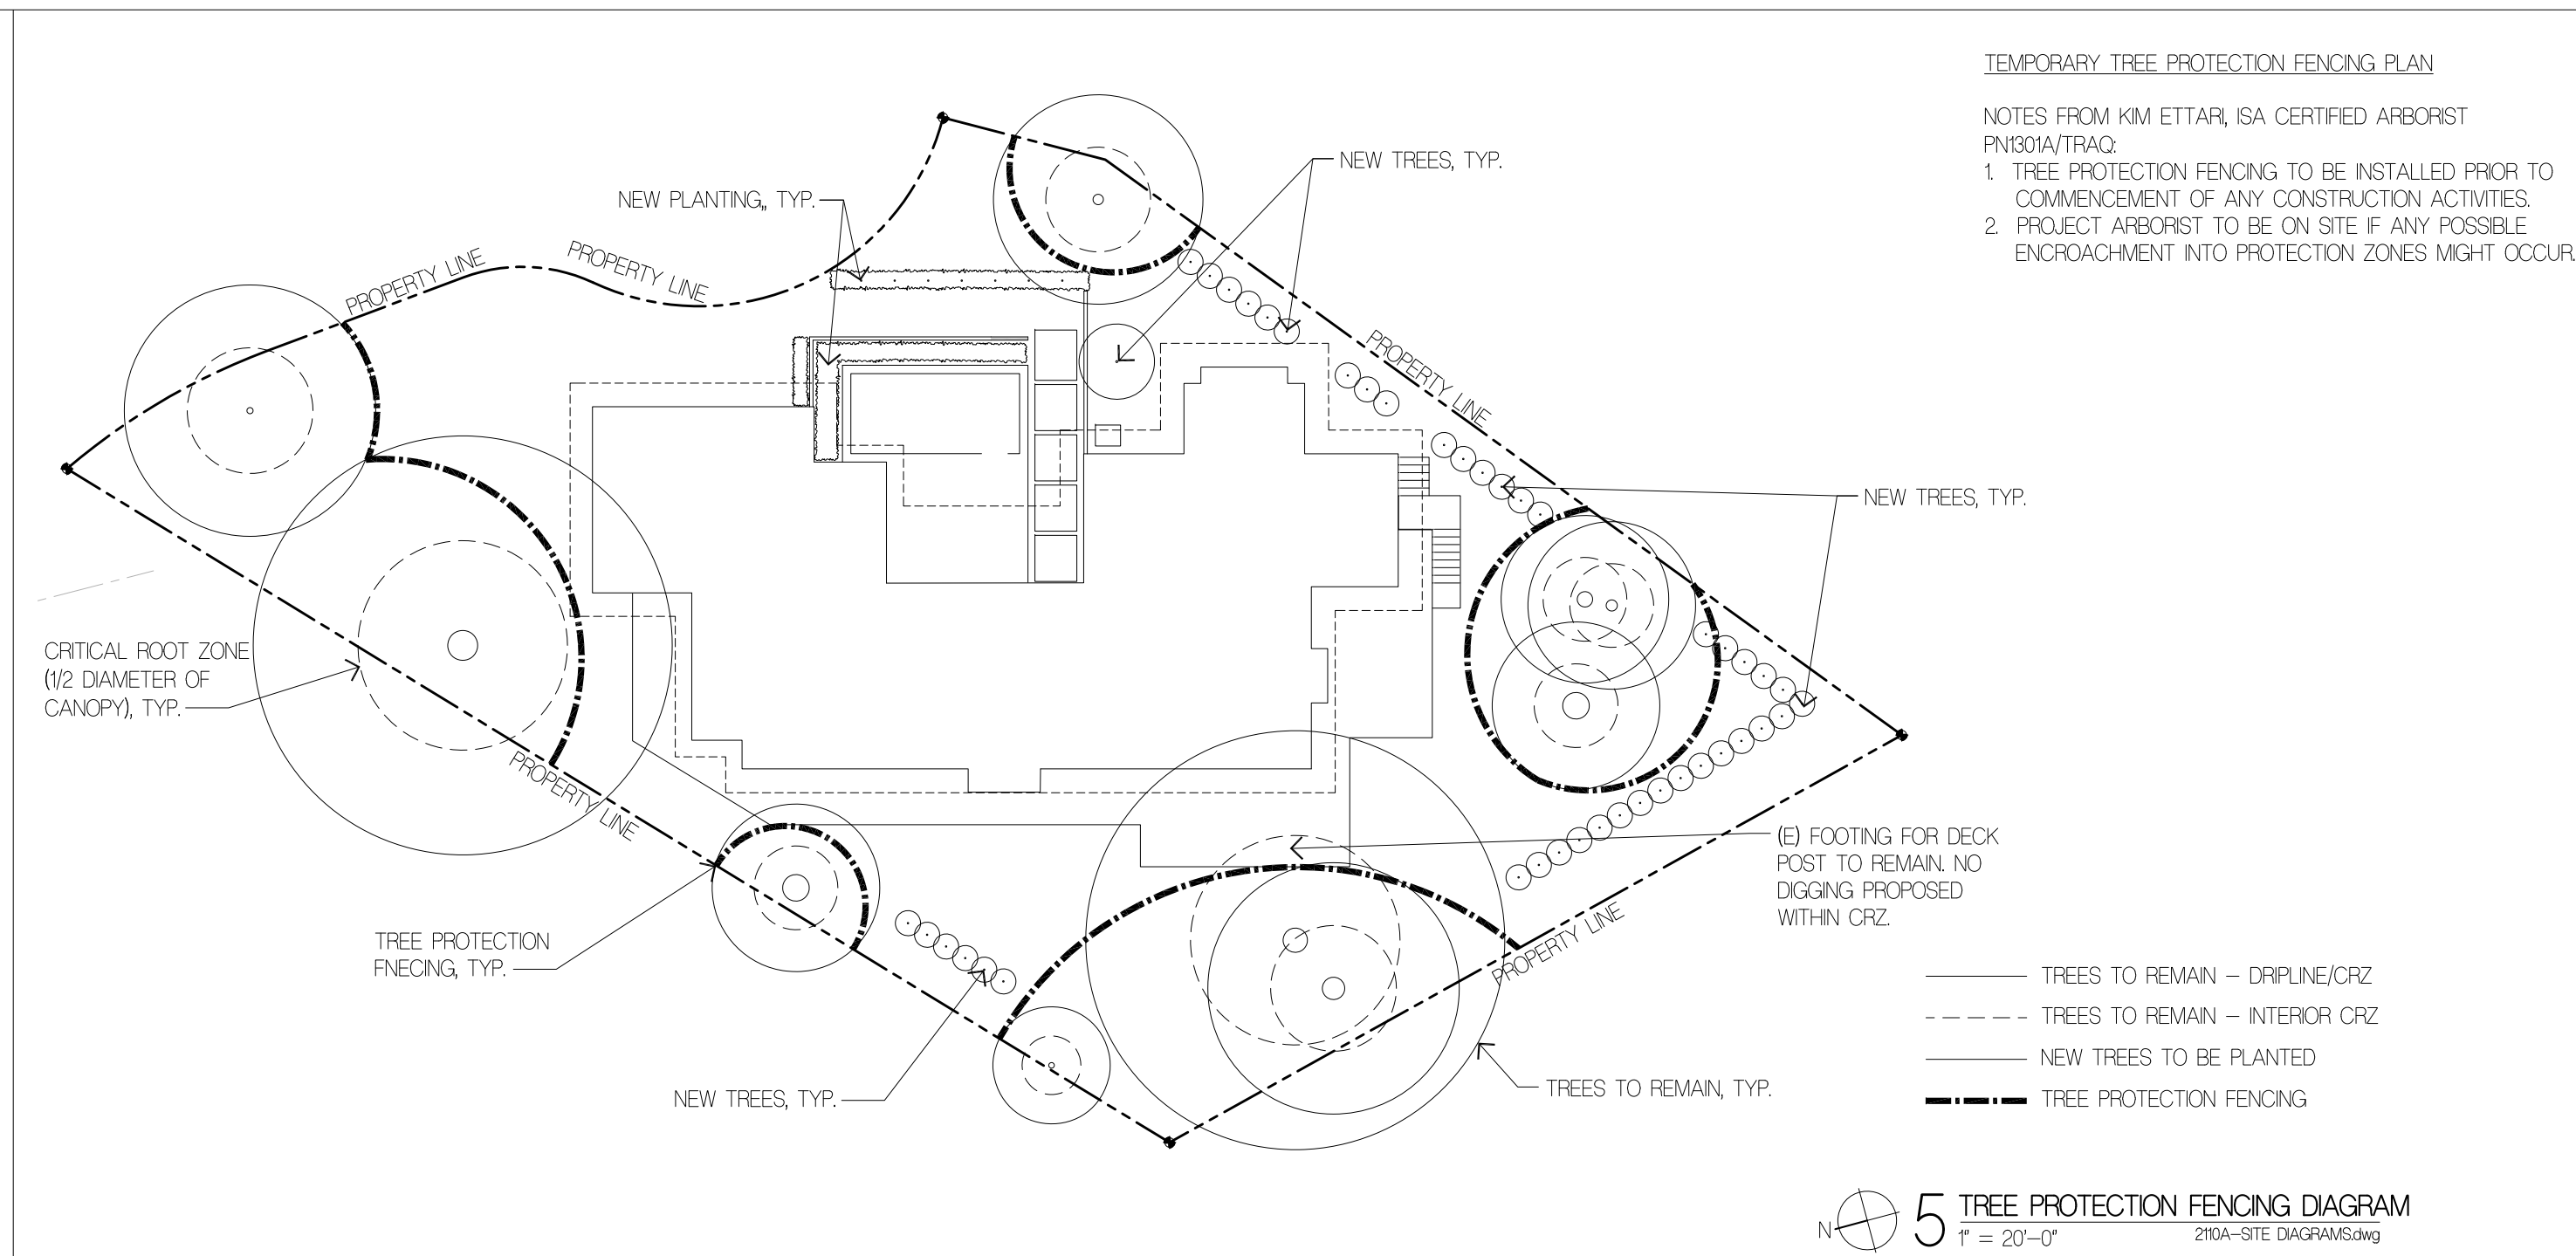 TEMPORARY TREE PROTECTION FENCING PLAN
NOTES FROM KIM ETTARI, ISA CERTIFIED ARBORIST
PN1301A/TRAQ:
1. TREE PROTECTION FENCING TO BE INSTALLED PRIOR TO
COMMENCEMENT OF ANY CONSTRUCTION ACTIVITIES.
2. PROJECT ARBORIST TO BE ON SITE IF ANY POSSIBLE
ENCROACHMENT INTO PROTECTION ZONES MIGHT OCCUR.
NEW TREES, TYP.
NEW PLANTING,, TYP.
PROPERTY LINE
PROPERTY LINE
PROPERTY LINE
NEW TREES, TYP.
CRITICAL ROOT ZONE
(1/2 DIAMETER OF
CANOPY), TYP.
PROPERTY LINE
(E) FOOTING FOR DECK
POST TO REMAIN. NO
DIGGING PROPOSED
WITHIN CRZ.
PROPERTY LINE
TREE PROTECTION
FNECING, TYP.
NEW TREES, TYP.
TREES TO REMAIN, TYP.
TREES TO REMAIN – DRIPLINE/CRZ
TREES TO REMAIN – INTERIOR CRZ
NEW TREES TO BE PLANTED
TREE PROTECTION FENCING
N
5 TREE PROTECTION FENCING DIAGRAM
1" = 20'–0" 2110A–SITE DIAGRAMS.dwg